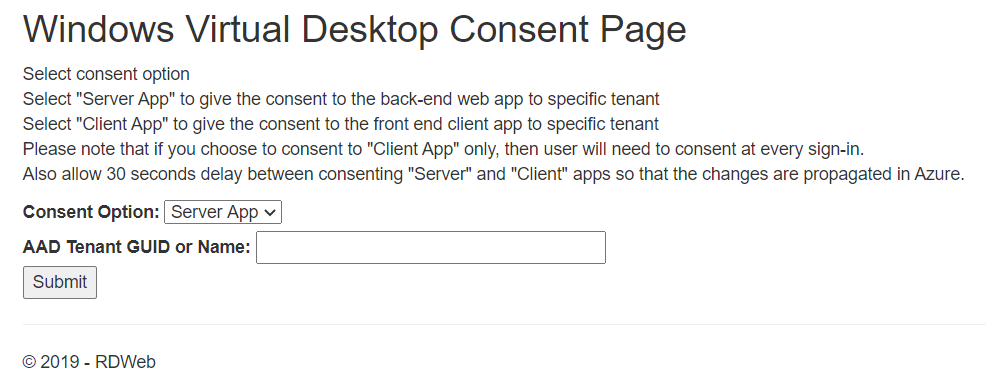 Windows Virtual Desktop Consent Page
Select consent option
Select "Server App" to give the consent to the back-end web app to specific tenant
Select "Client App" to give the consent to the front end client app to specific tenant
Please note that if you choose to consent to "Client App" only, then user will need to consent at every sign-in.
Also allow 30 seconds delay between consenting "Server" and "Client" apps so that the changes are propagated in Azure.
Consent Option: Server App
AAD Tenant GUID or Name:
Submit
© 2019 - RDWeb